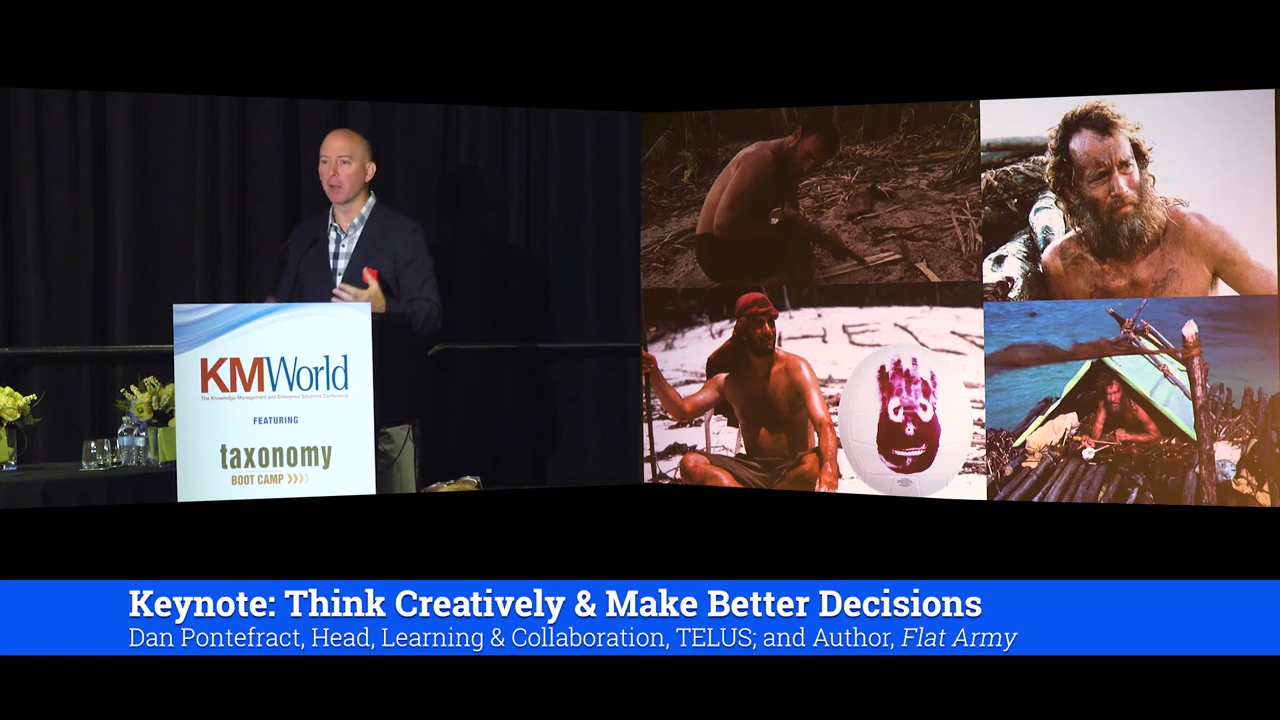 KMWorld
The Knowledge Management and Enterprise Solutions Conference
FEATURING
taxonomy
BOOT CAMP
HELP
Keynote: Think Creatively & Make Better Decisions
Dan Pontefract, Head, Learning & Collaboration, TELUS; and Author, Flat Army